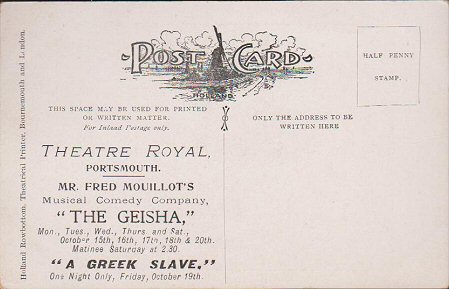 POST CARD
HOLLAND
HALF PENNY
STAMP.
THIS SPACE MAY BE USED FOR PRINTED
OR WRITTEN MATTER.
For Inland Postage only.
ONLY THE ADDRESS TO BE
WRITTEN HERE
THEATRE ROYAL,
PORTSMOUTH.
MR. FRED MOUILLOT'S
Musical Comedy Company,
"THE GEISHA,"
Mon., Tues., Wed., Thurs. and Sat.,
October 15th, 16th, 17th, 18th & 20th.
Matinee Saturday at 2.30.
"A GREEK SLAVE."
One Night Only, Friday, October 19th.
Holland Rowbottom, Theatrical Printer, Bournemouth and London.